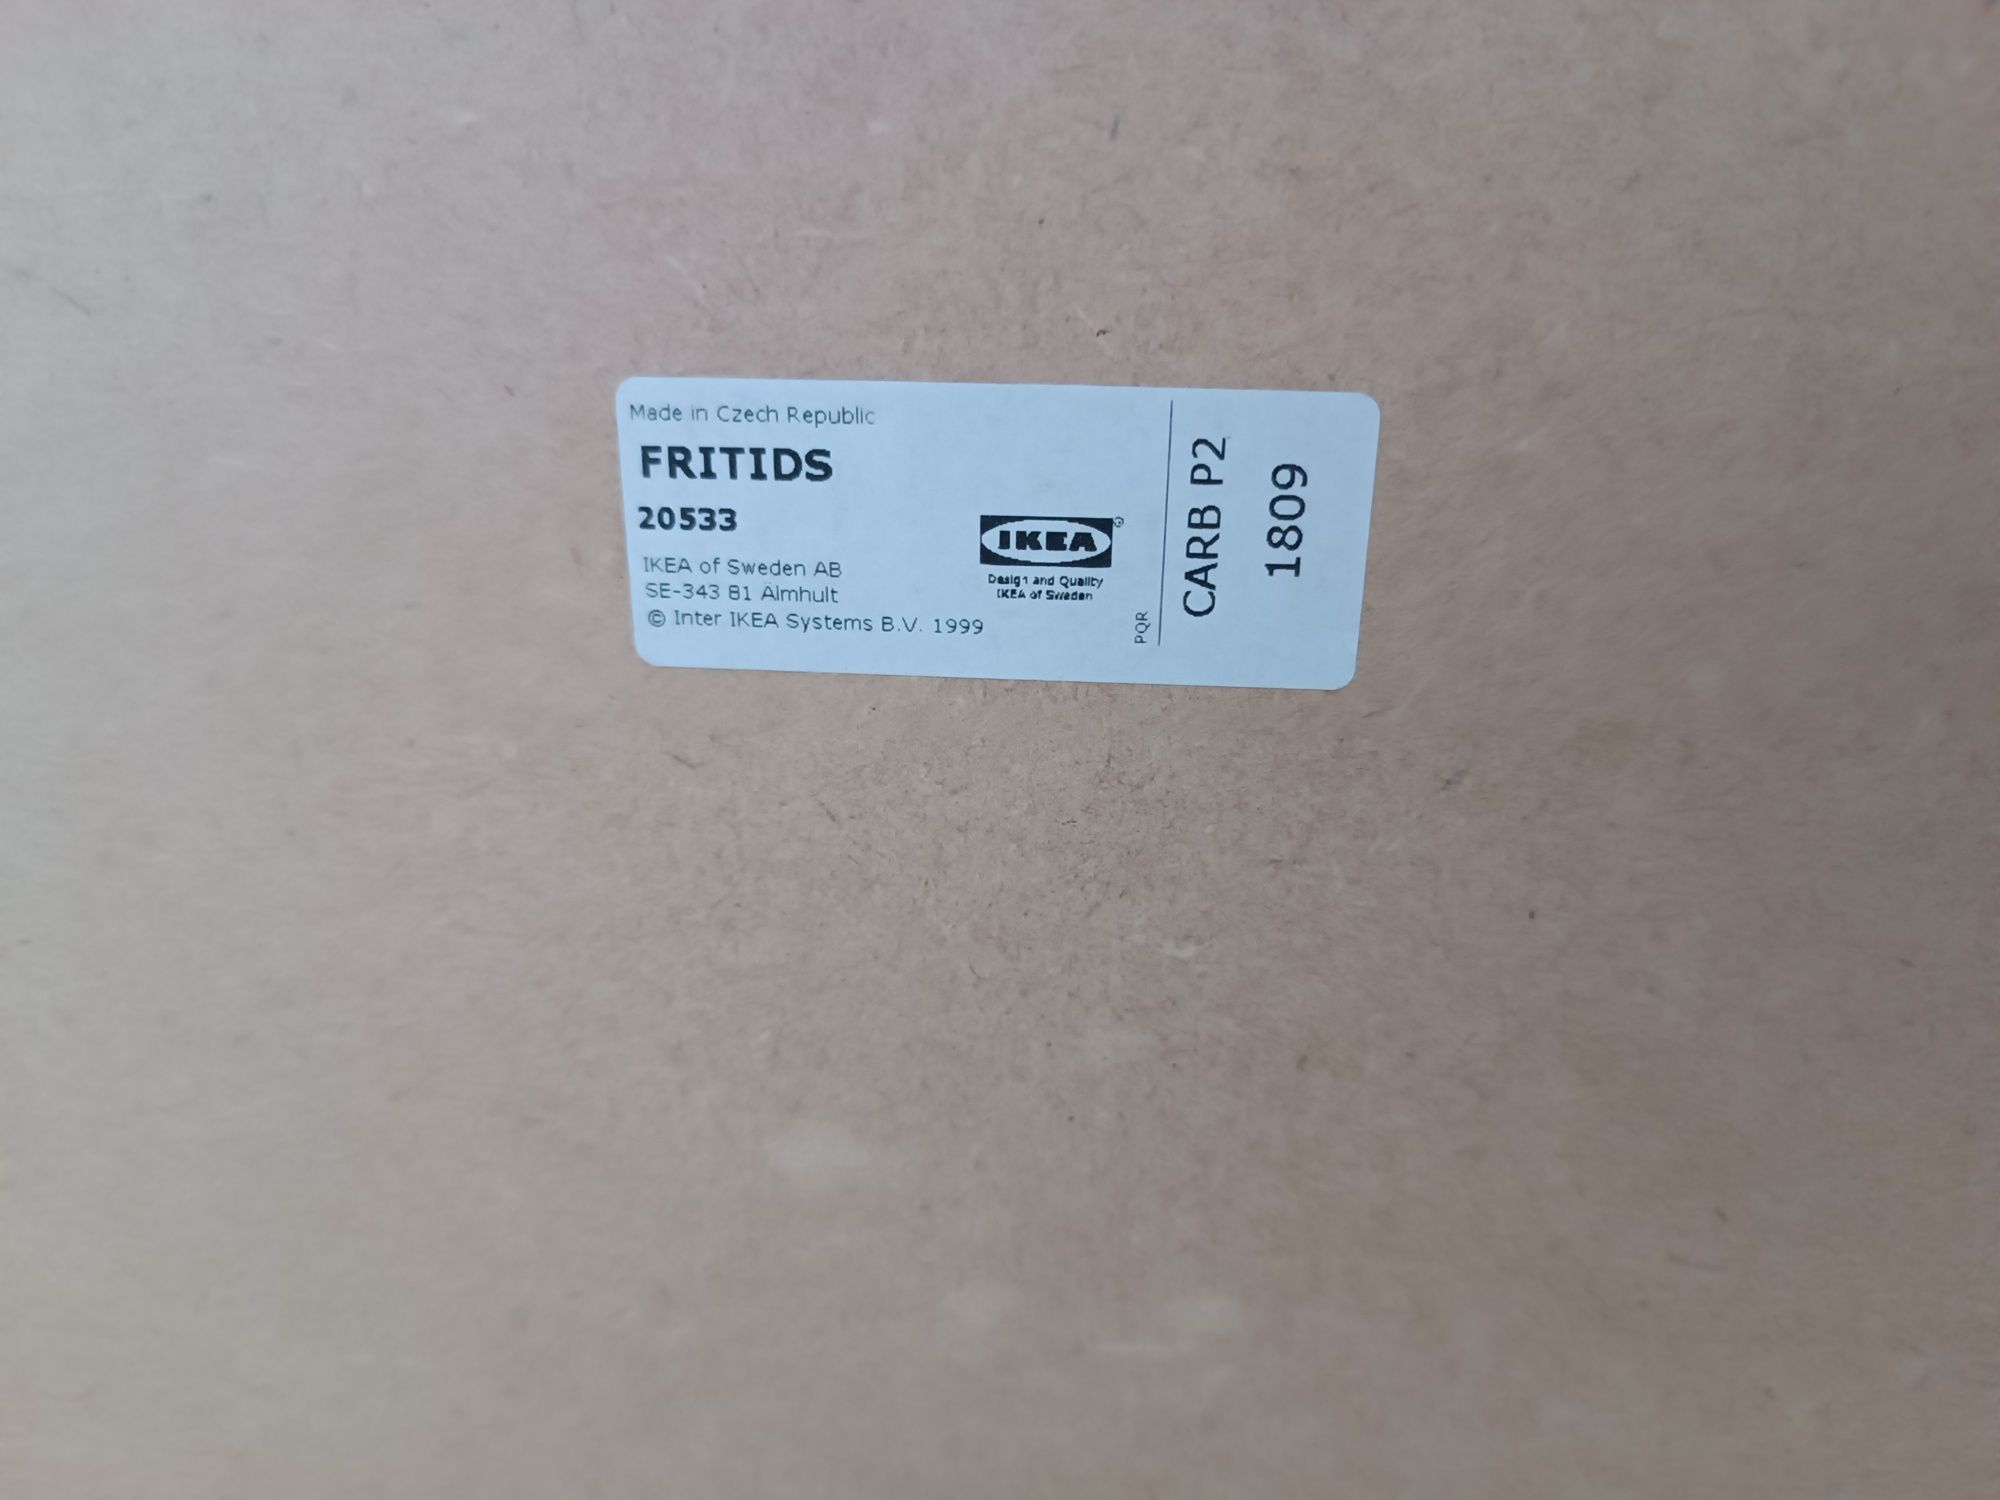 Made in Czech Republic
FRITIDS
20533
IKEA of Sweden AB
SE-343 81 Älmhult
© Inter IKEA Systems B.V. 1999
IKEA®
Design and Quality
IKEA of Sweden
PQR
CARB P2
1809